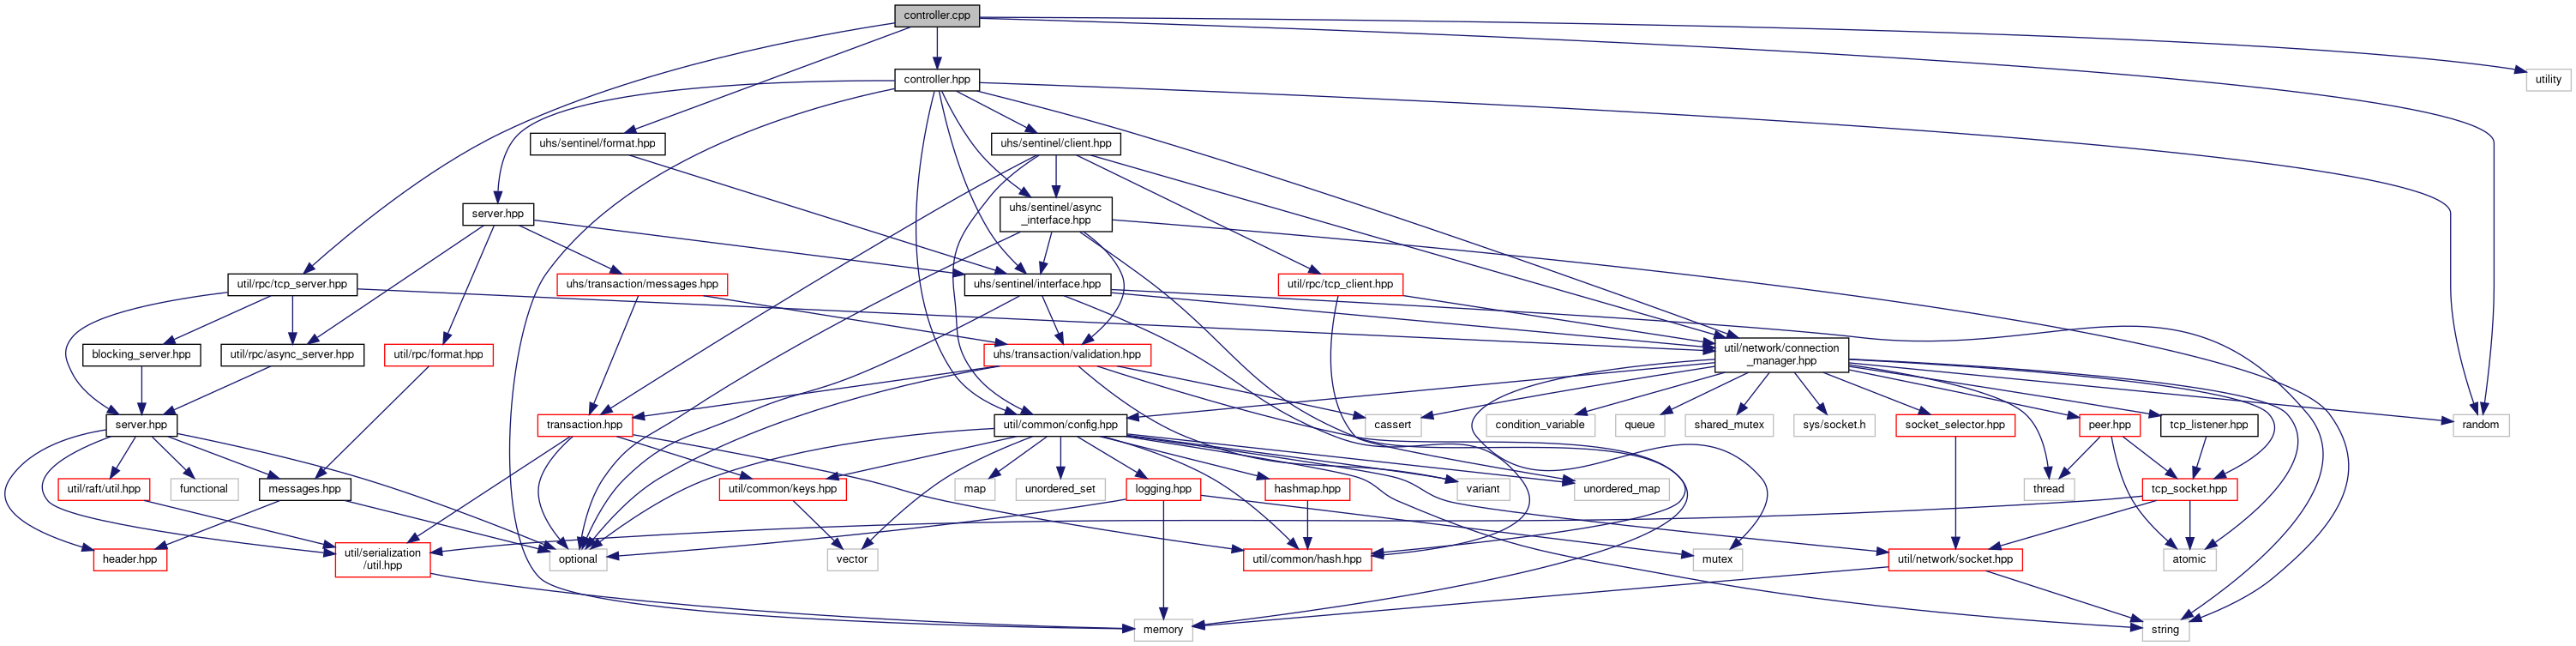 controller.cpp
controller.hpp
utility
uhs/sentinel/format.hpp
uhs/sentinel/client.hpp
server.hpp
uhs/sentinel/async
_interface.hpp
util/rpc/tcp_server.hpp
uhs/transaction/messages.hpp
uhs/sentinel/interface.hpp
util/rpc/tcp_client.hpp
blocking_server.hpp
util/rpc/async_server.hpp
util/rpc/format.hpp
uhs/transaction/validation.hpp
util/network/connection
_manager.hpp
server.hpp
transaction.hpp
util/common/config.hpp
cassert
condition_variable
queue
shared_mutex
sys/socket.h
socket_selector.hpp
peer.hpp
tcp_listener.hpp
random
util/raft/util.hpp
functional
messages.hpp
util/common/keys.hpp
map
unordered_set
logging.hpp
hashmap.hpp
variant
unordered_map
thread
tcp_socket.hpp
header.hpp
util/serialization
/util.hpp
optional
vector
util/common/hash.hpp
mutex
util/network/socket.hpp
atomic
memory
string